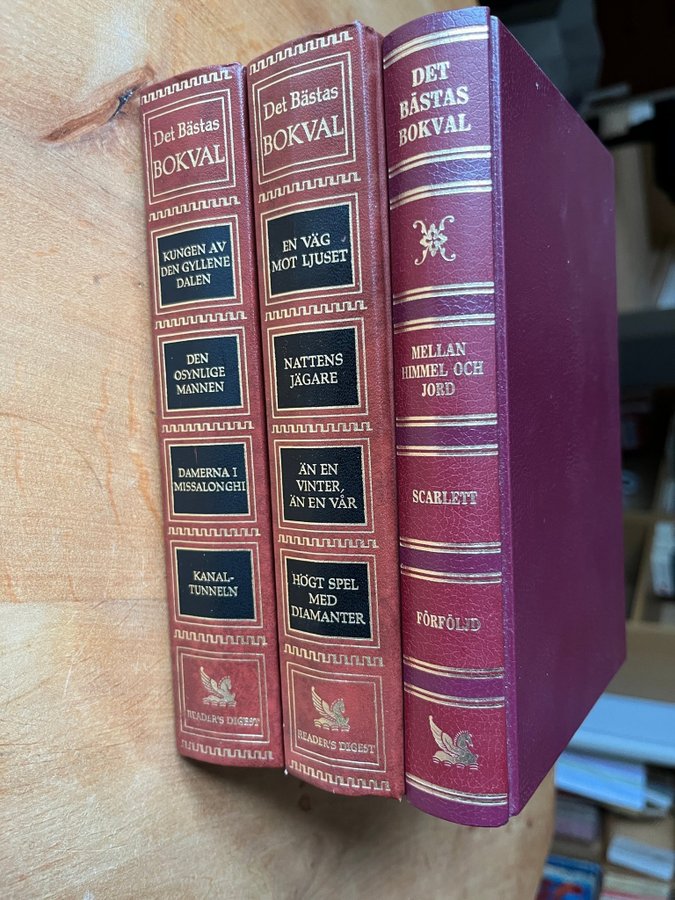 Det Bästas
BOKVAL
KUNGEN AV
DEN GYLLENE
DALEN
DEN
OSYNLIGE
MANNEN
DAMERNA I
MISSALONGHI
KANAL-
TUNNELN
READER'S DIGEST
Det Bästas
BOKVAL
EN VÄG
MOT LJUSET
NATTENS
JÄGARE
ÄN EN
VINTER,
ÄN EN VÅR
HÖGT SPEL
MED
DIAMANTER
READER'S DIGEST
DET
BÄSTAS
BOKVAL
MELLAN
HIMMEL OCH
JORD
SCARLETT
FÖRFÖLJD